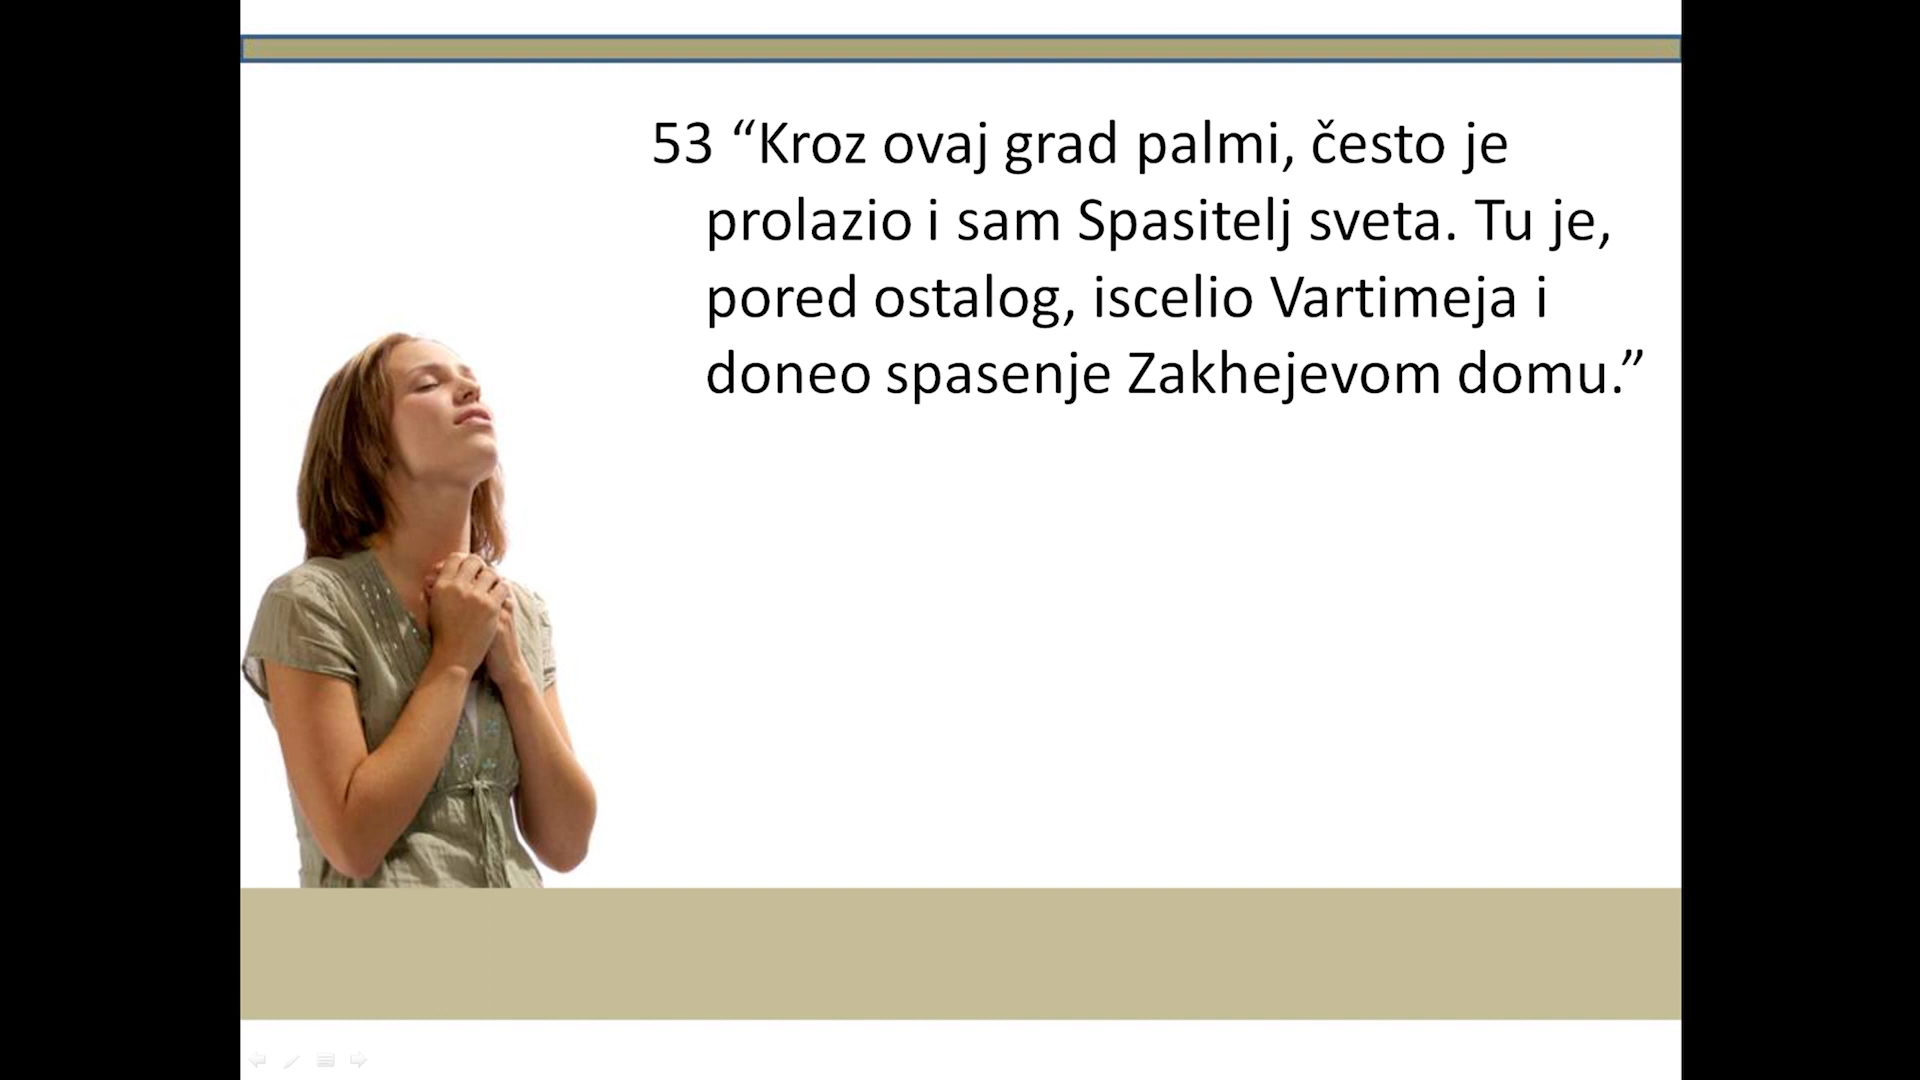 53 “Kroz ovaj grad palmi, često je
prolazio i sam Spasitelj sveta. Tu je,
pored ostalog, iscelio Vartimeja i
doneo spasenje Zakhejevom domu.”